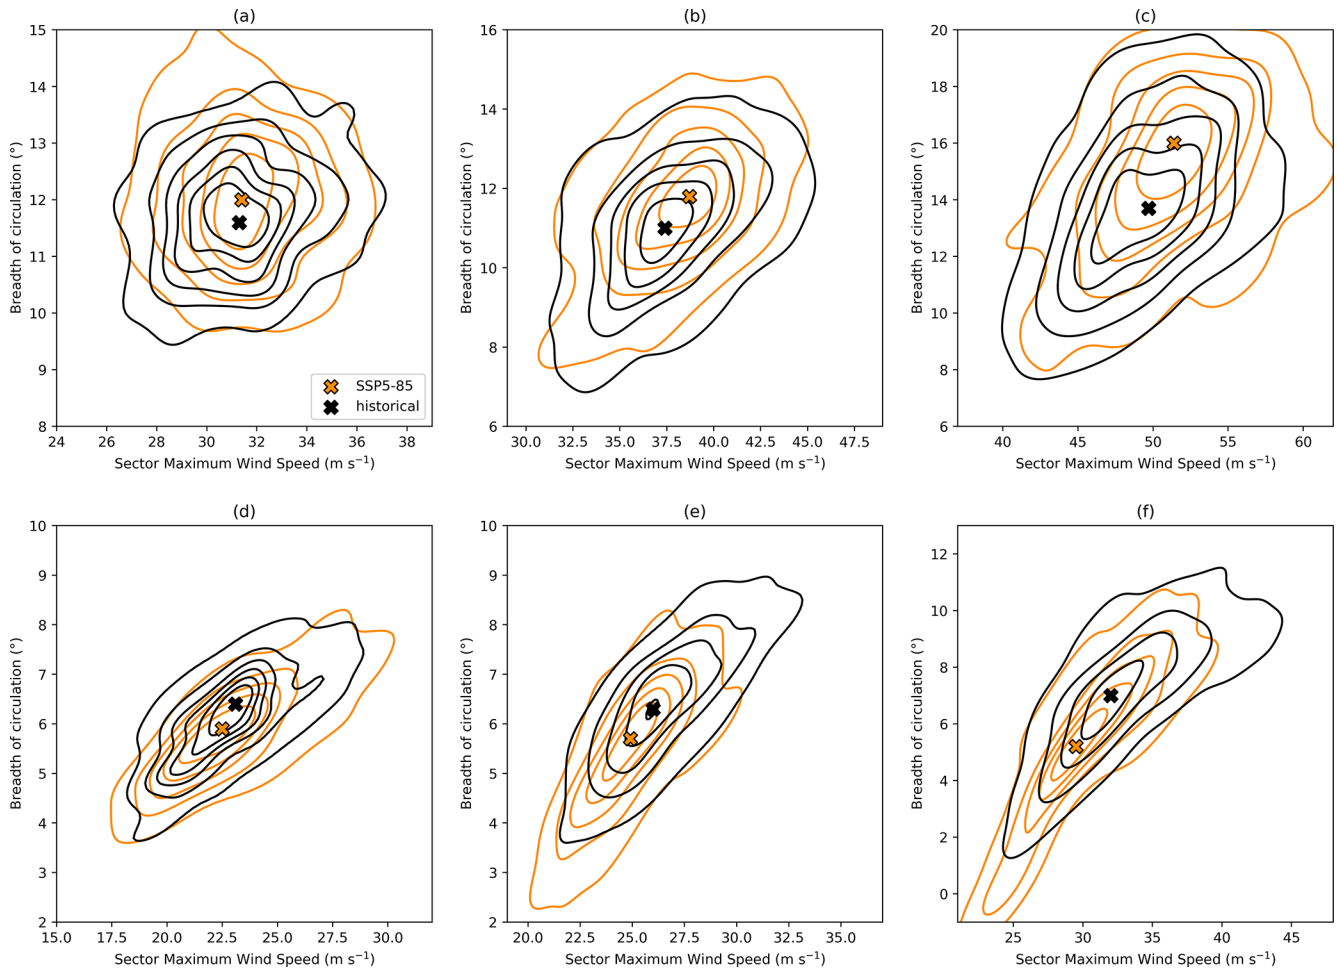 (a)
15
14
13
12
11
10
9
8
Breadth of circulation (°)
24 26 28 30 32 34 36 38
Sector Maximum Wind Speed (m s⁻¹)
SSP5-85
historical
(b)
16
14
12
10
8
6
Breadth of circulation (°)
30.0 32.5 35.0 37.5 40.0 42.5 45.0 47.5
Sector Maximum Wind Speed (m s⁻¹)
(c)
20
18
16
14
12
10
8
6
Breadth of circulation (°)
40 45 50 55 60
Sector Maximum Wind Speed (m s⁻¹)
(d)
10
9
8
7
6
5
4
3
2
Breadth of circulation (°)
15.0 17.5 20.0 22.5 25.0 27.5 30.0
Sector Maximum Wind Speed (m s⁻¹)
(e)
10
9
8
7
6
5
4
3
2
Breadth of circulation (°)
20.0 22.5 25.0 27.5 30.0 32.5 35.0
Sector Maximum Wind Speed (m s⁻¹)
(f)
12
10
8
6
4
2
0
Breadth of circulation (°)
25 30 35 40 45
Sector Maximum Wind Speed (m s⁻¹)